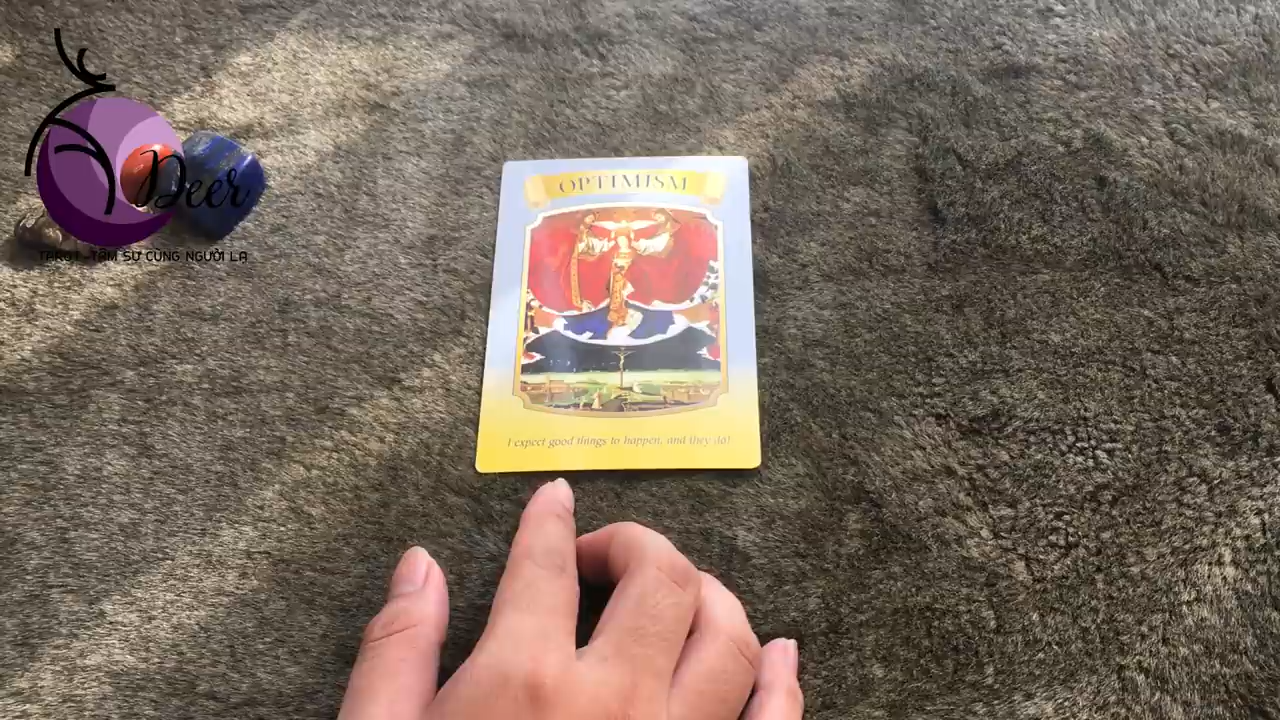 Deer
TAROT - TÂM SỰ CÙNG NGƯỜI LẠ
OPTIMISM
I expect good things to happen, and they do!